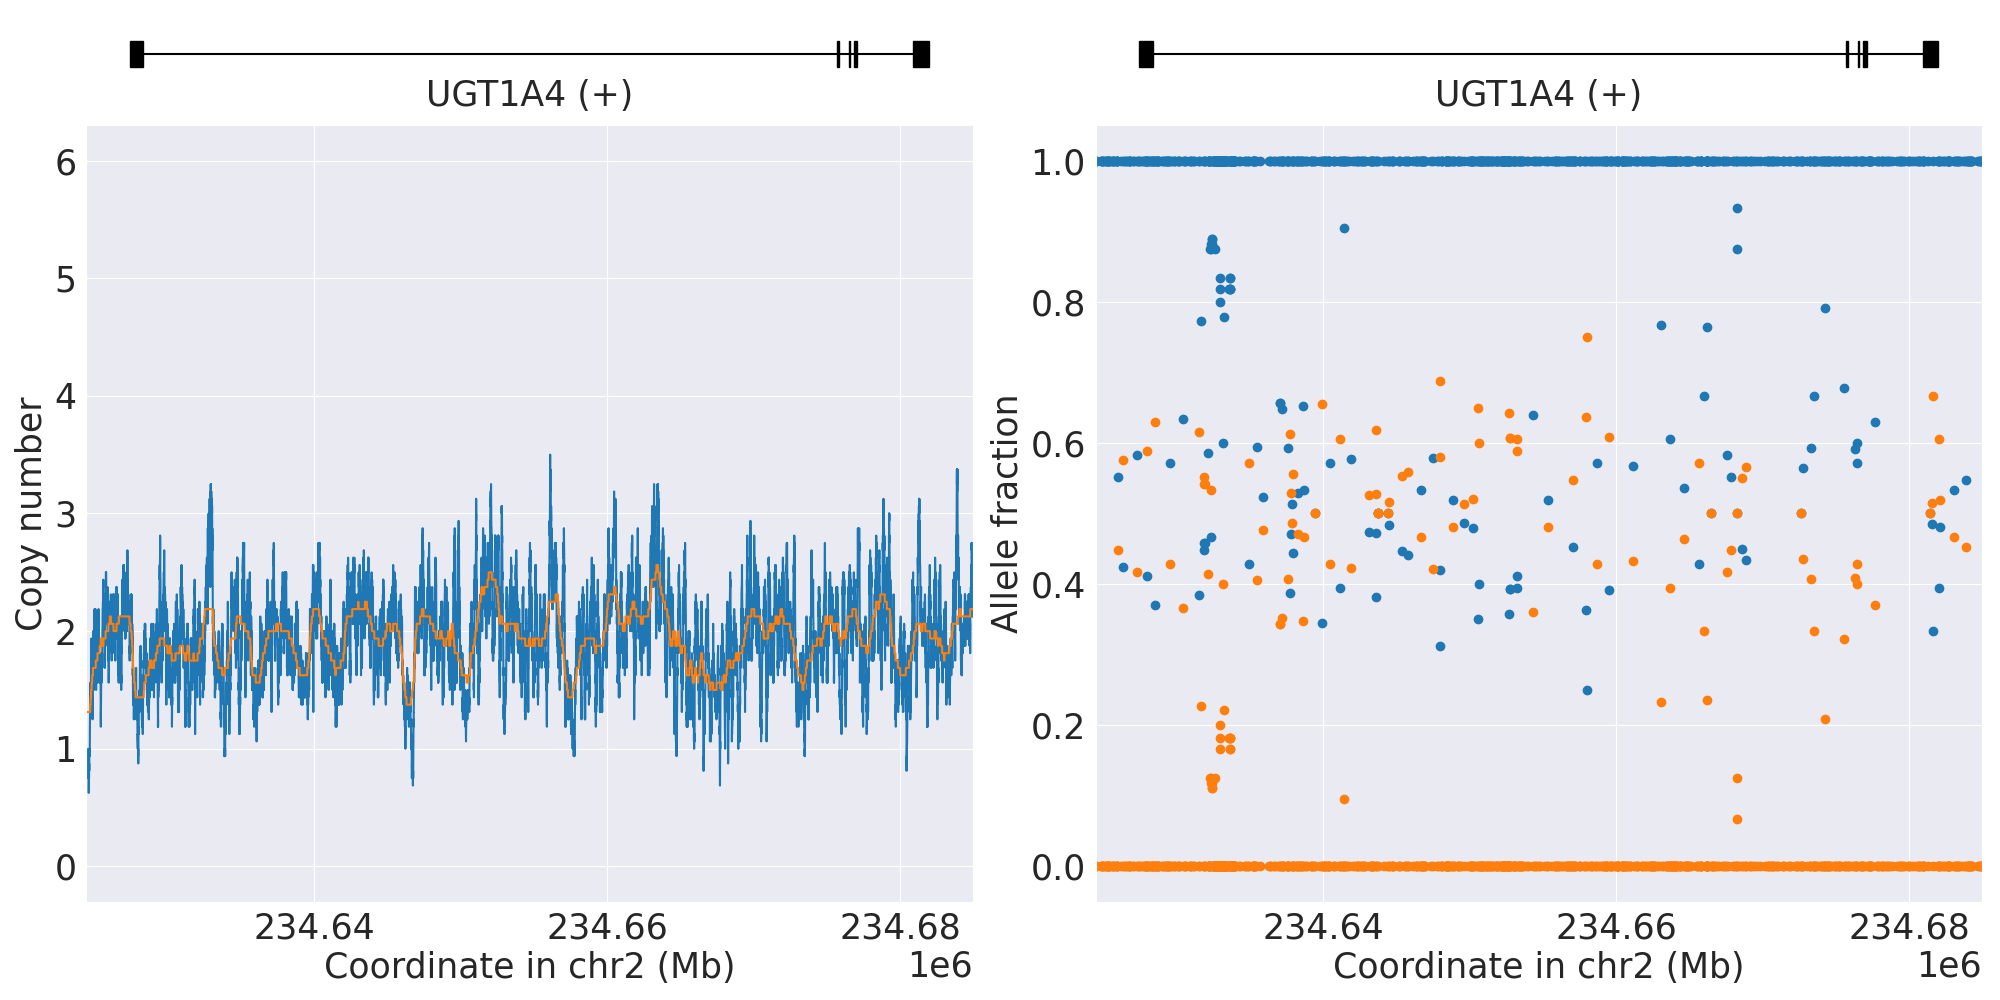 UGT1A4 (+)
6
5
4
3
2
1
0
Copy number
234.64 234.66 234.68
1e6
Coordinate in chr2 (Mb)
UGT1A4 (+)
1.0
0.8
0.6
0.4
0.2
0.0
Allele fraction
234.64 234.66 234.68
1e6
Coordinate in chr2 (Mb)